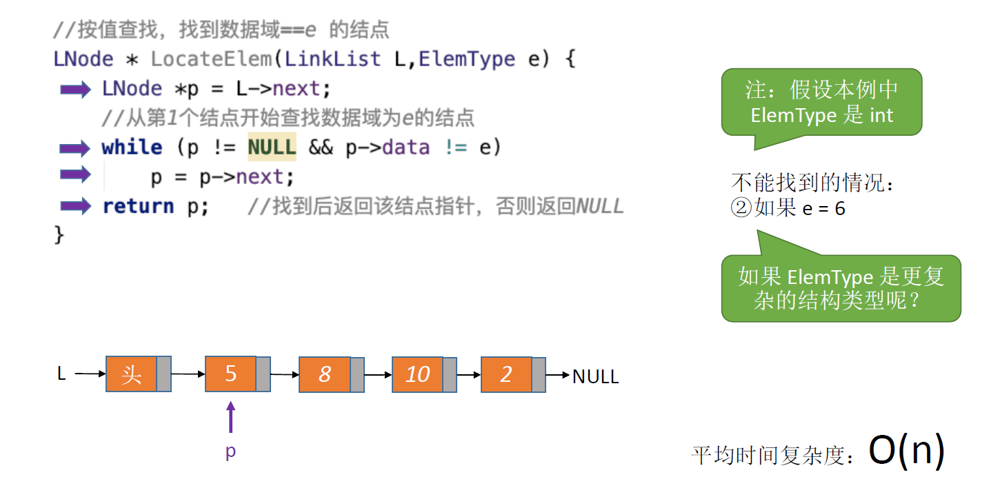 //按值查找，找到数据域==e 的结点
LNode * LocateElem(LinkList L,ElemType e) {
LNode *p = L->next;
//从第1个结点开始查找数据域为e的结点
while (p != NULL && p->data != e)
p = p->next;
return p; //找到后返回该结点指针，否则返回NULL
}
注：假设本例中
ElemType 是 int
不能找到的情况：
②如果 e = 6
如果 ElemType 是更复
杂的结构类型呢？
L 头 5 8 10 2 NULL
p
平均时间复杂度：O(n)